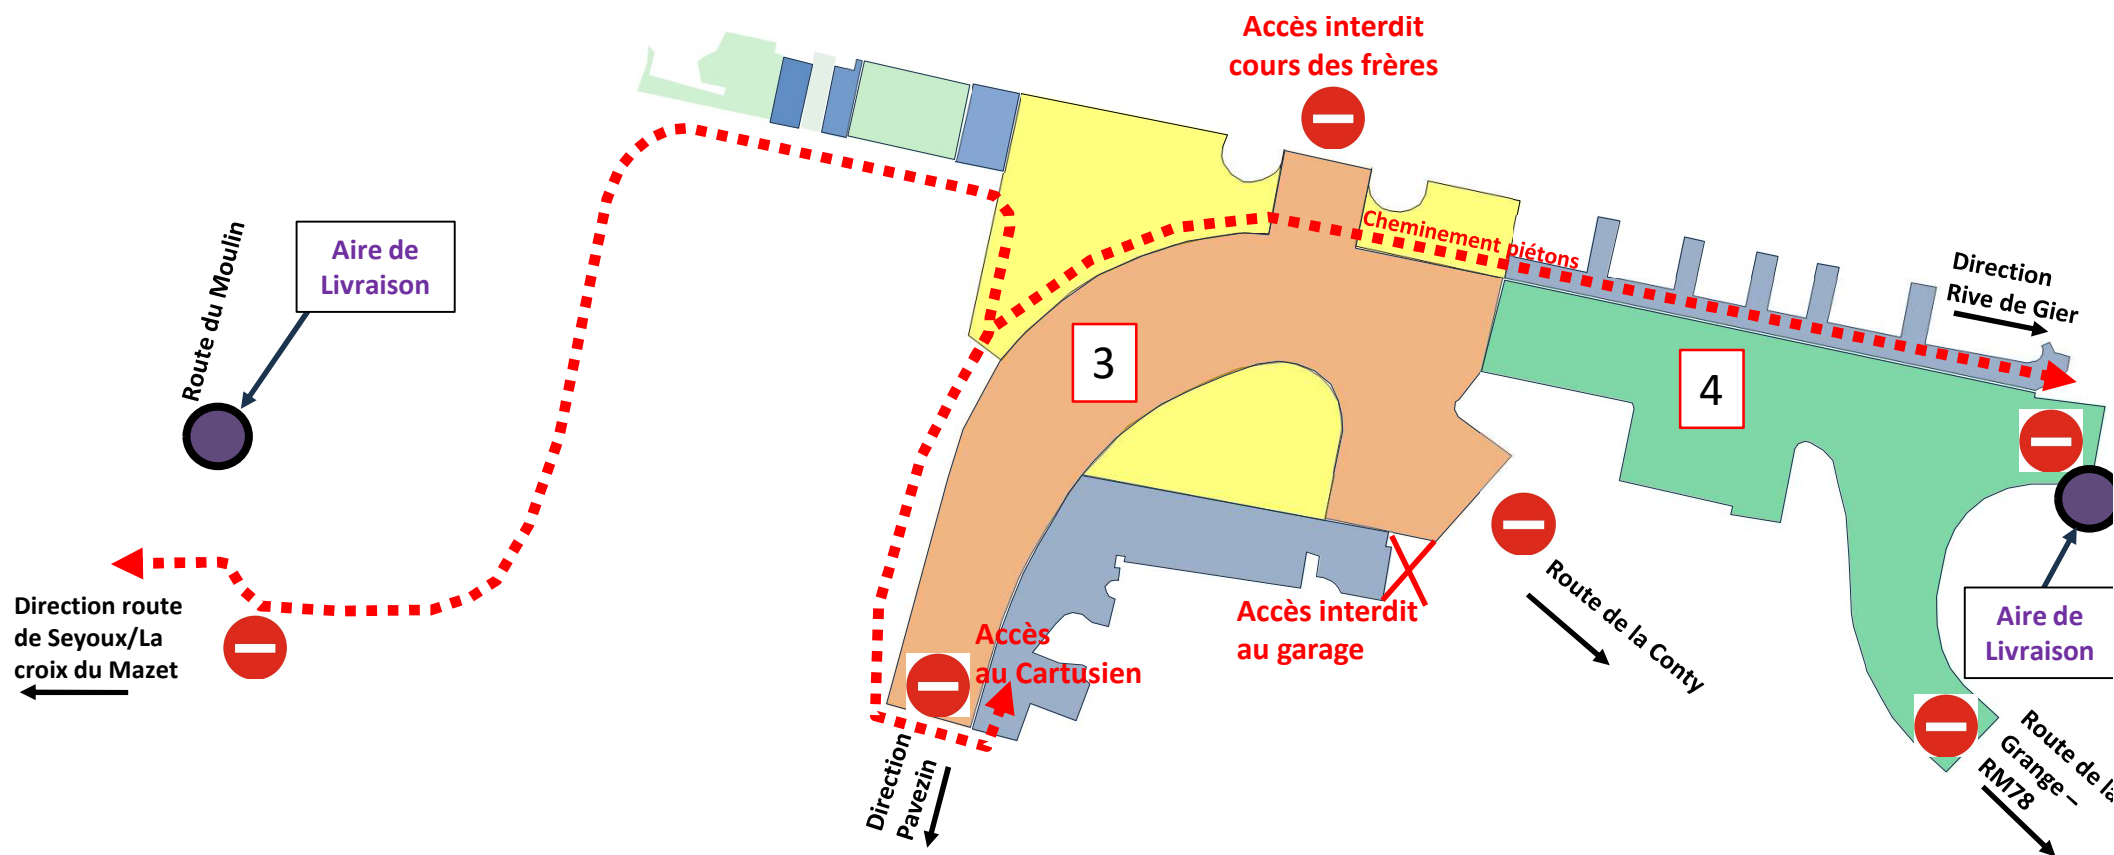 Accès interdit
cours des frères
Route du Moulin
Aire de
Livraison
Cheminement piétons
Direction
Rive de Gier
3
4
Direction route
de Seyoux/La
croix du Mazet
Accès
au Cartusien
Accès interdit
au garage
Route de la Conty
Aire de
Livraison
Direction
Pavezin
Route de la
Grange –
RM78